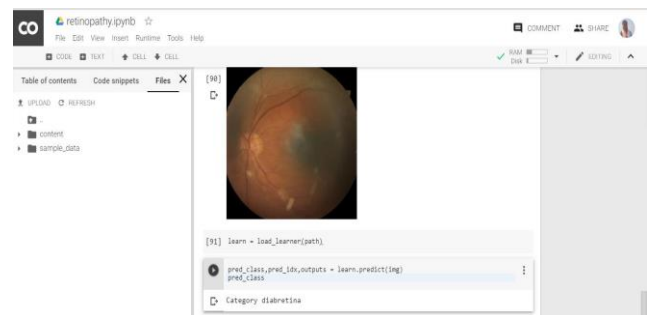 CO
retinopathy.ipynb
File Edit View Insert Runtime Tools Help
COMMENT SHARE
CODE TEXT CELL CELL
RAM
Disk
EDITING
Table of contents Code snippets Files X
UPLOAD REFRESH
..
content
sample_data
[90]
[91] learn = load_learner(path)
pred_class,pred_idx,outputs = learn.predict(img)
pred_class
Category diabretina